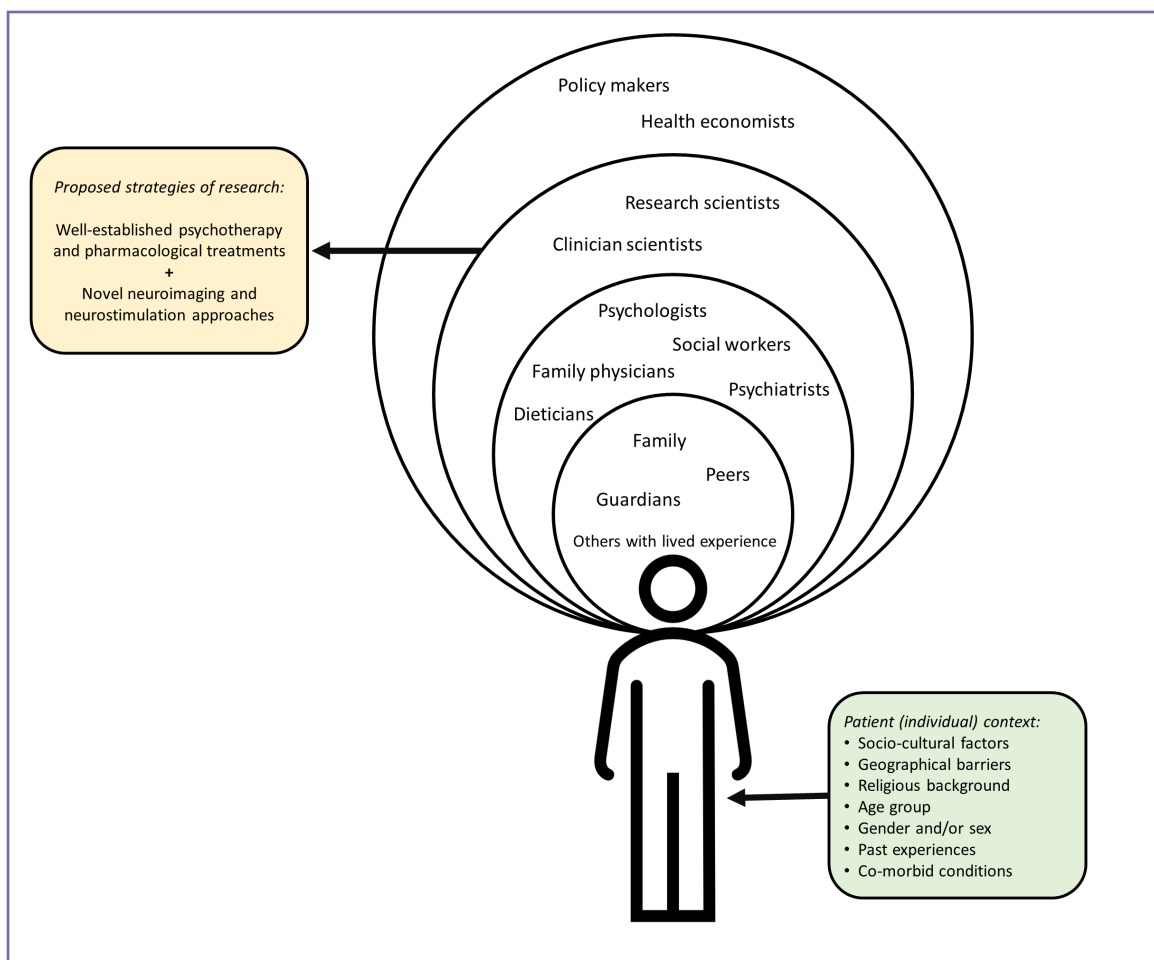 Policy makers
Health economists
Proposed strategies of research:
Well-established psychotherapy
and pharmacological treatments
+
Novel neuroimaging and
neurostimulation approaches
Research scientists
Clinician scientists
Psychologists
Social workers
Family physicians
Psychiatrists
Dieticians
Family
Peers
Guardians
Others with lived experience
Patient (individual) context:
• Socio-cultural factors
• Geographical barriers
• Religious background
• Age group
• Gender and/or sex
• Past experiences
• Co-morbid conditions